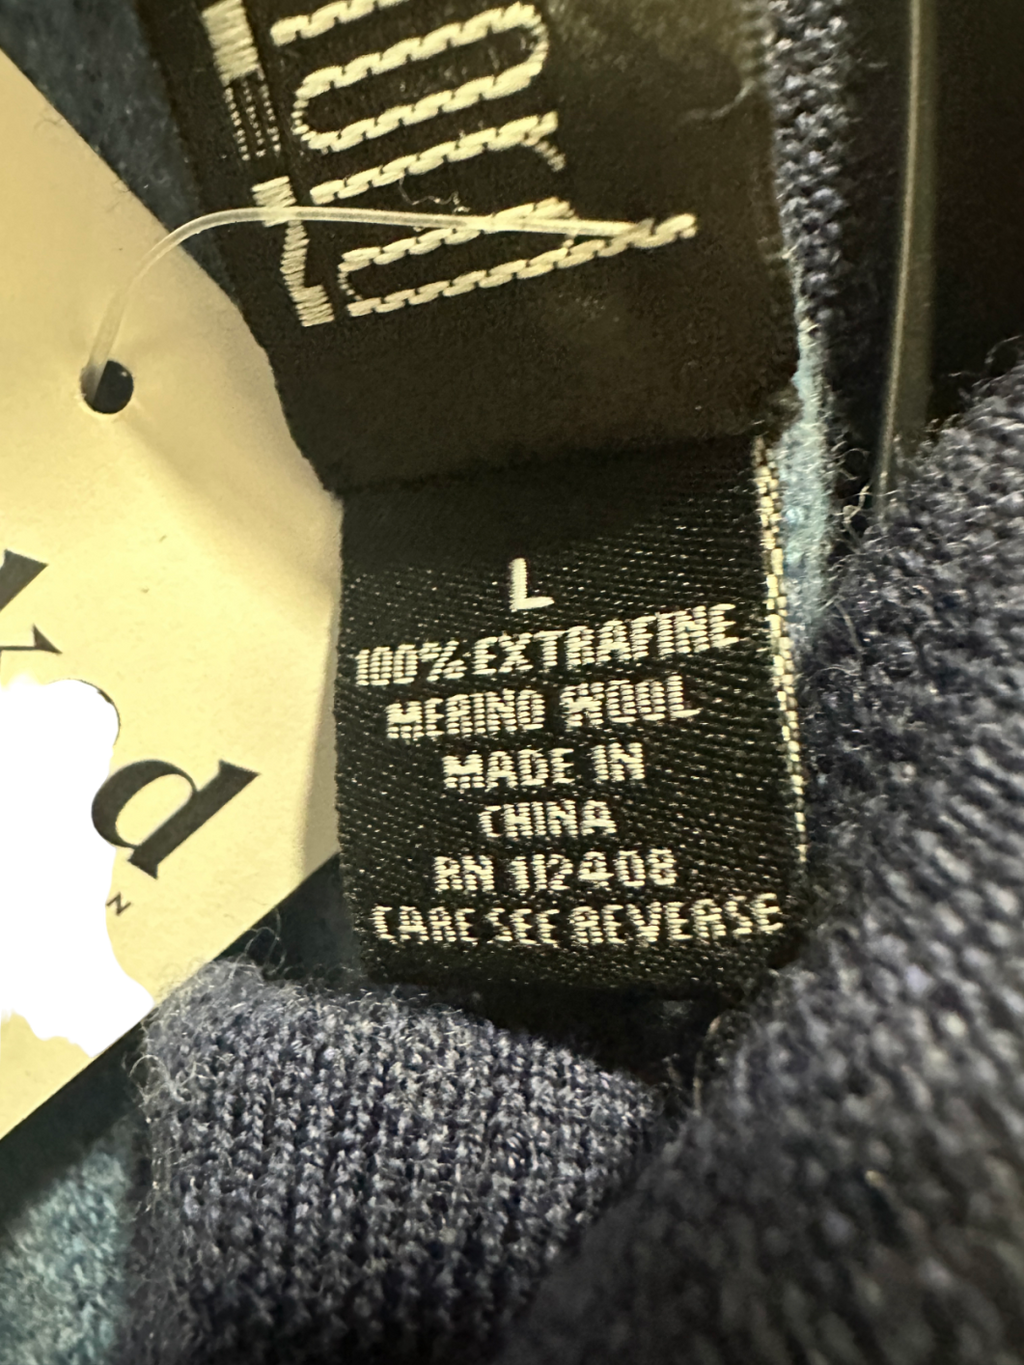 L
100% EXTRAFINE
MERINO WOOL
MADE IN
CHINA
RN 112408
CARE SEE REVERSE